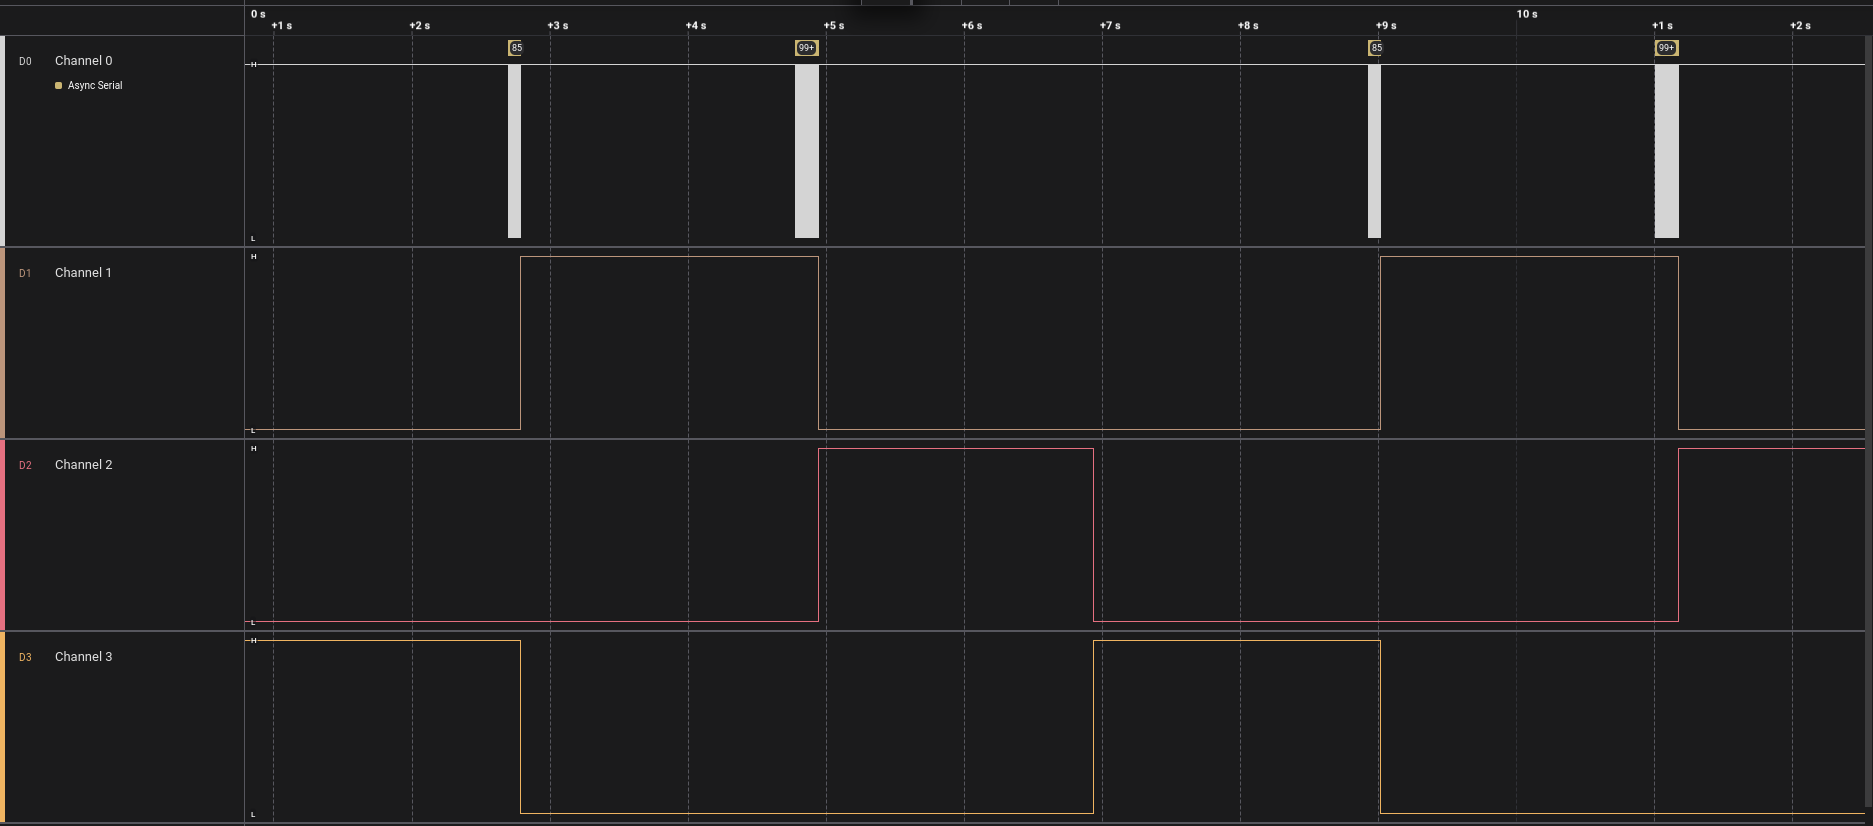 0 s
10 s
+1 s
+2 s
+3 s
+4 s
+5 s
+6 s
+7 s
+8 s
+9 s
+1 s
+2 s
85
99+
85
99+
D0 Channel 0
H
Async Serial
L
H
D1 Channel 1
L
H
D2 Channel 2
L
H
D3 Channel 3
L